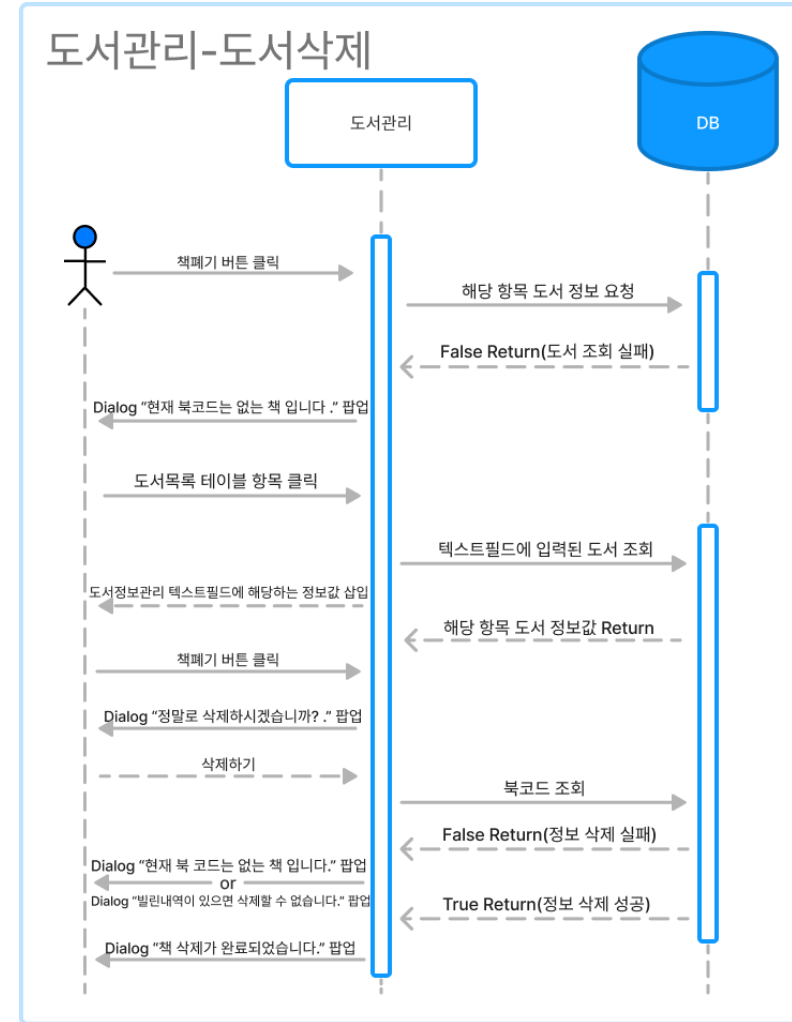 도서관리-도서삭제
도서관리
DB
책폐기 버튼 클릭
해당 항목 도서 정보 요청
False Return(도서 조회 실패)
Dialog “현재 북코드는 없는 책 입니다 .” 팝업
도서목록 테이블 항목 클릭
텍스트필드에 입력된 도서 조회
도서정보관리 텍스트필드에 해당하는 정보값 삽입
해당 항목 도서 정보값 Return
책폐기 버튼 클릭
Dialog “정말로 삭제하시겠습니까? .” 팝업
삭제하기
북코드 조회
False Return(정보 삭제 실패)
Dialog “현재 북 코드는 없는 책 입니다.” 팝업
or
Dialog “빌린내역이 있으면 삭제할 수 없습니다.” 팝업
True Return(정보 삭제 성공)
Dialog “책 삭제가 완료되었습니다.” 팝업